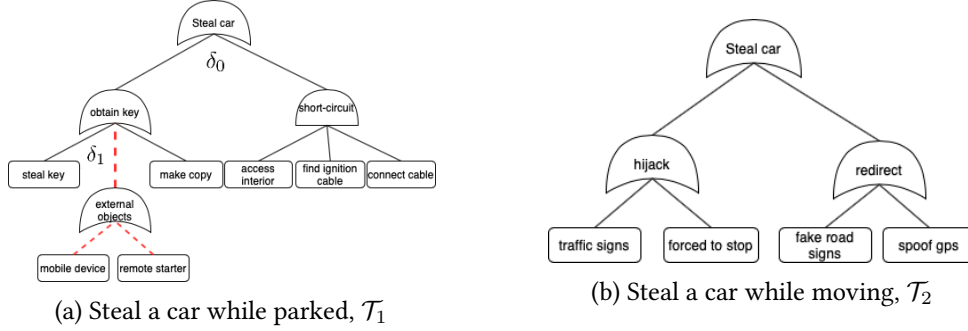 Steal car
δ0
obtain key
short-circuit
δ1
steal key
make copy
access
interior
find ignition
cable
connect cable
external
objects
mobile device
remote starter
(a) Steal a car while parked, 𝒯1
Steal car
hijack
redirect
traffic signs
forced to stop
fake road
signs
spoof gps
(b) Steal a car while moving, 𝒯2